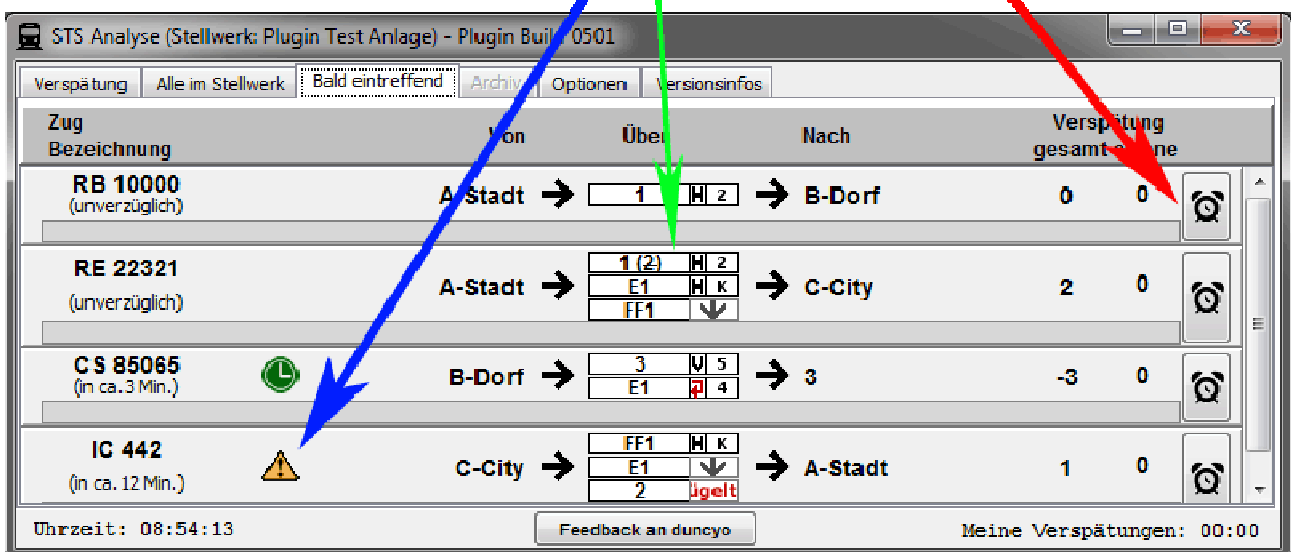 STS Analyse (Stellwerk: Plugin Test Anlage) - Plugin Build 0501
Verspätung Alle im Stellwerk Bald eintreffend Archiv Optionen Versionsinfos
Zug Bezeichnung Von Über Nach Verspätung gesamt
RB 10000
(unverzüglich)
A-Stadt 1 H 2 B-Dorf 0 0
RE 22321
(unverzüglich)
A-Stadt C-City 2 0
1 (2) H 2
E1 H K
FF1
CS 85065
(in ca. 3 Min.)
B-Dorf 3 -3 0
3 V 5
E1 4
IC 442
(in ca. 12 Min.)
C-City A-Stadt 1 0
FF1 H K
E1
2 ügelt
Uhrzeit: 08:54:13 Feedback an duncyo Meine Verspätungen: 00:00